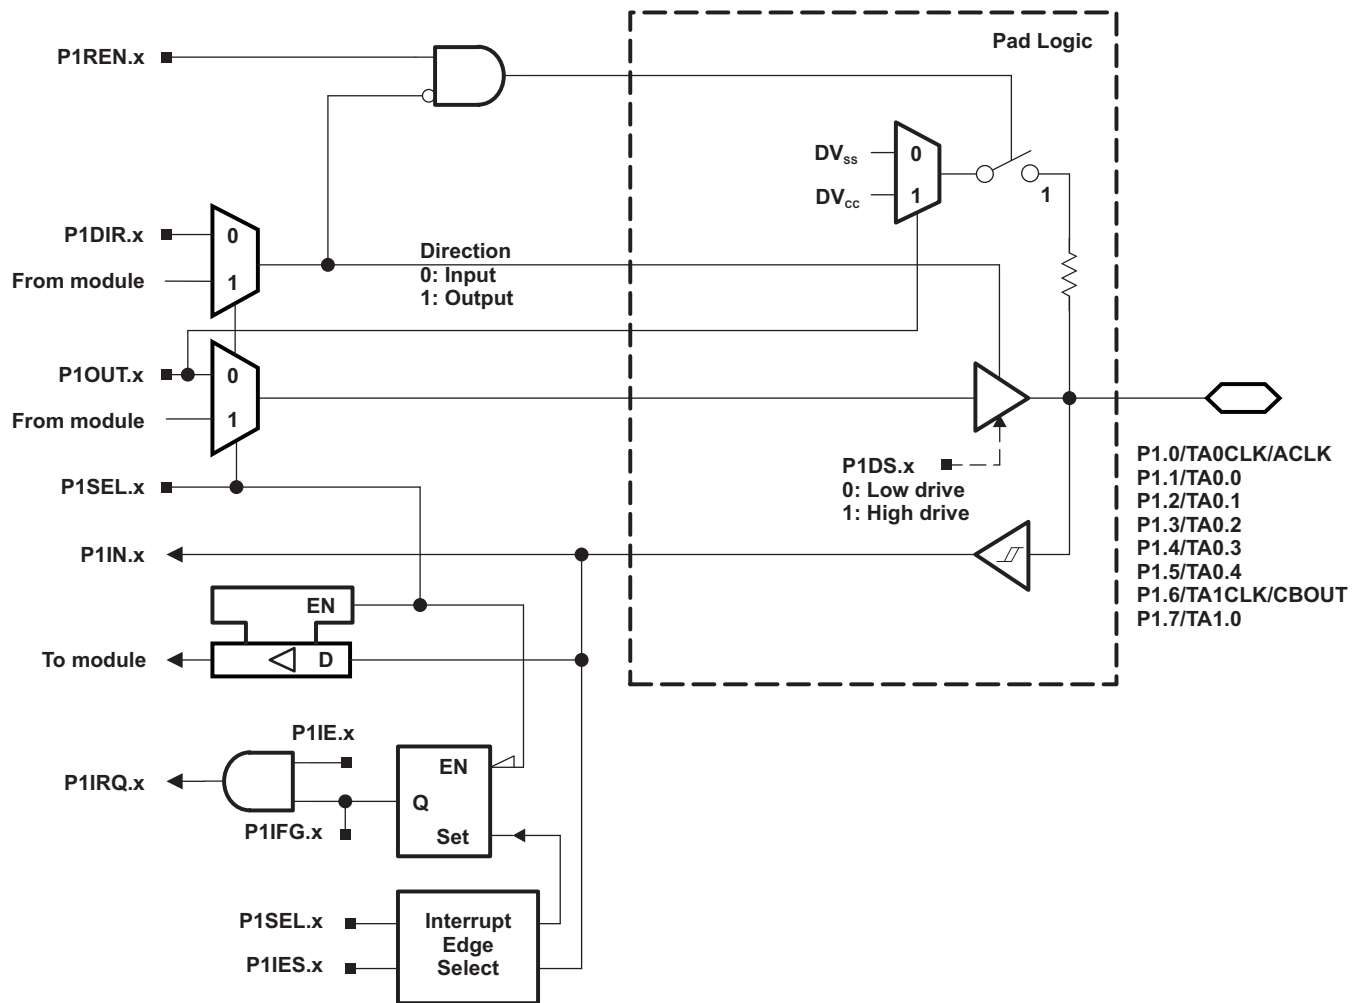 Pad Logic
P1REN.x
DVSS
0
DVCC
1
1
P1DIR.x
0
From module
1
Direction
0: Input
1: Output
P1OUT.x
0
From module
1
P1SEL.x
P1DS.x
0: Low drive
1: High drive
P1.0/TA0CLK/ACLK
P1.1/TA0.0
P1.2/TA0.1
P1.3/TA0.2
P1.4/TA0.3
P1.5/TA0.4
P1.6/TA1CLK/CBOUT
P1.7/TA1.0
P1IN.x
EN
To module
D
P1IE.x
P1IRQ.x
EN
Q
P1IFG.x
Set
P1SEL.x
P1IES.x
Interrupt
Edge
Select